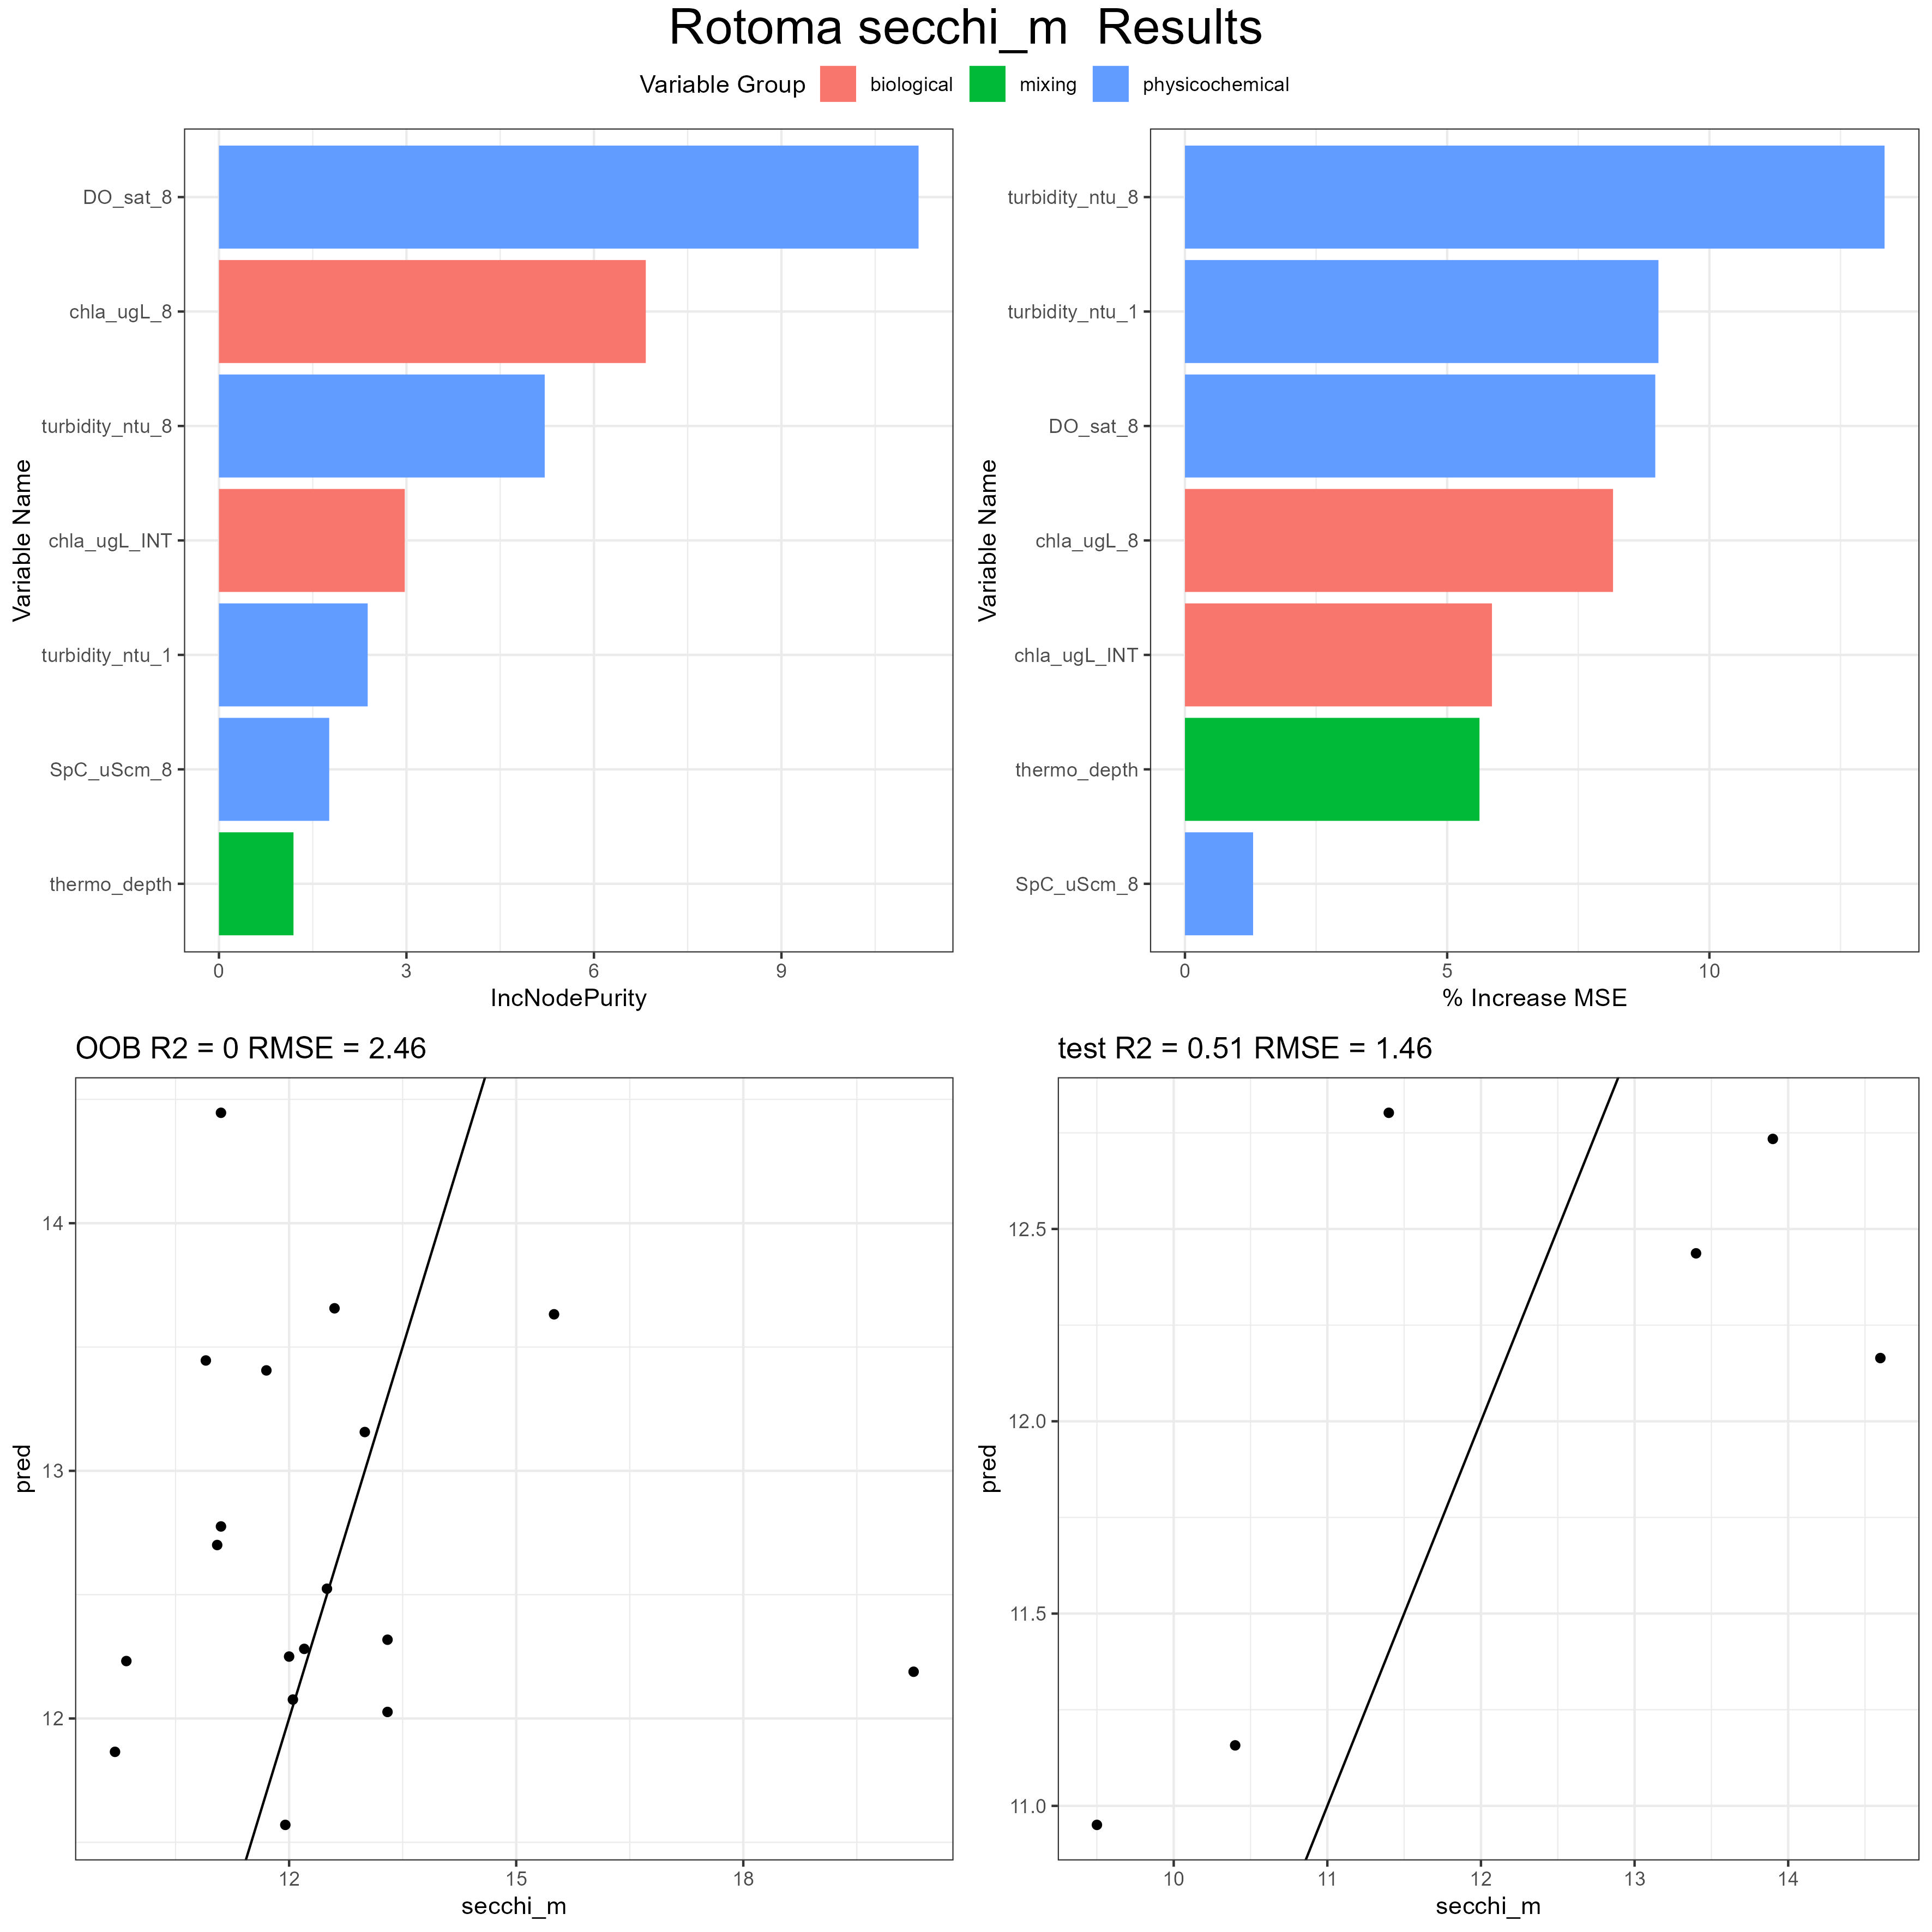 Rotoma secchi_m  Results
Variable Group biological mixing physicochemical
Variable Name
DO_sat_8
chla_ugL_8
turbidity_ntu_8
chla_ugL_INT
turbidity_ntu_1
SpC_uScm_8
thermo_depth
0 3 6 9
IncNodePurity
Variable Name
turbidity_ntu_8
turbidity_ntu_1
DO_sat_8
chla_ugL_8
chla_ugL_INT
thermo_depth
SpC_uScm_8
0 5 10
% Increase MSE
OOB R2 = 0 RMSE = 2.46
pred
14
13
12
12 15 18
secchi_m
test R2 = 0.51 RMSE = 1.46
pred
12.5
12.0
11.5
11.0
10 11 12 13 14
secchi_m